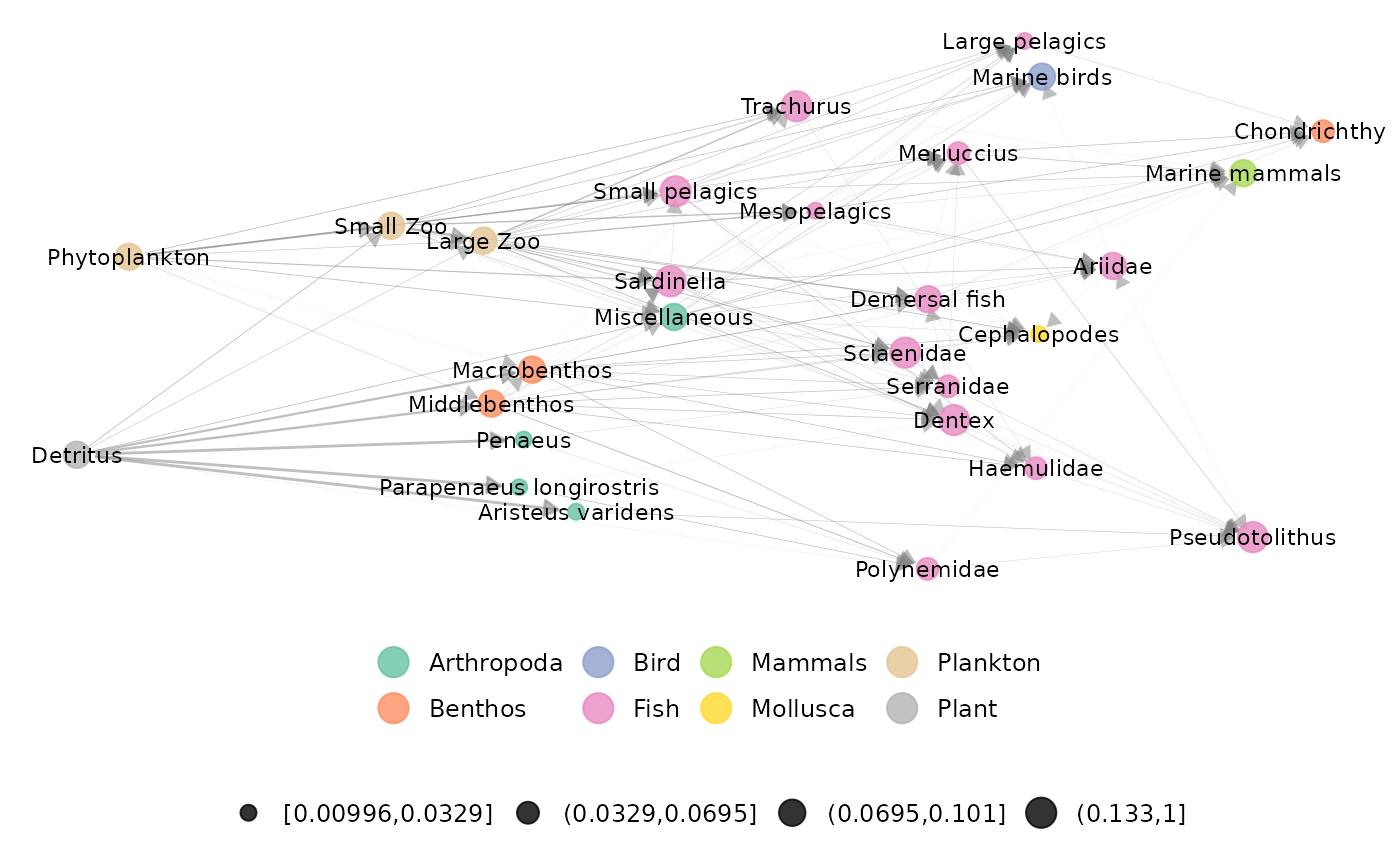 Large pelagics
Marine birds
Trachurus
Chondrichthy
Merluccius
Marine mammals
Small pelagics
Mesopelagics
Small Zoo
Large Zoo
Phytoplankton
Ariidae
Sardinella
Demersal fish
Miscellaneous
Cephalopodes
Sciaenidae
Macrobenthos
Serranidae
Middlebenthos
Dentex
Penaeus
Detritus
Haemulidae
Parapenaeus longirostris
Aristeus varidens
Pseudotolithus
Polynemidae
Arthropoda Bird Mammals Plankton
Benthos Fish Mollusca Plant
[0.00996,0.0329] (0.0329,0.0695] (0.0695,0.101] (0.133,1]